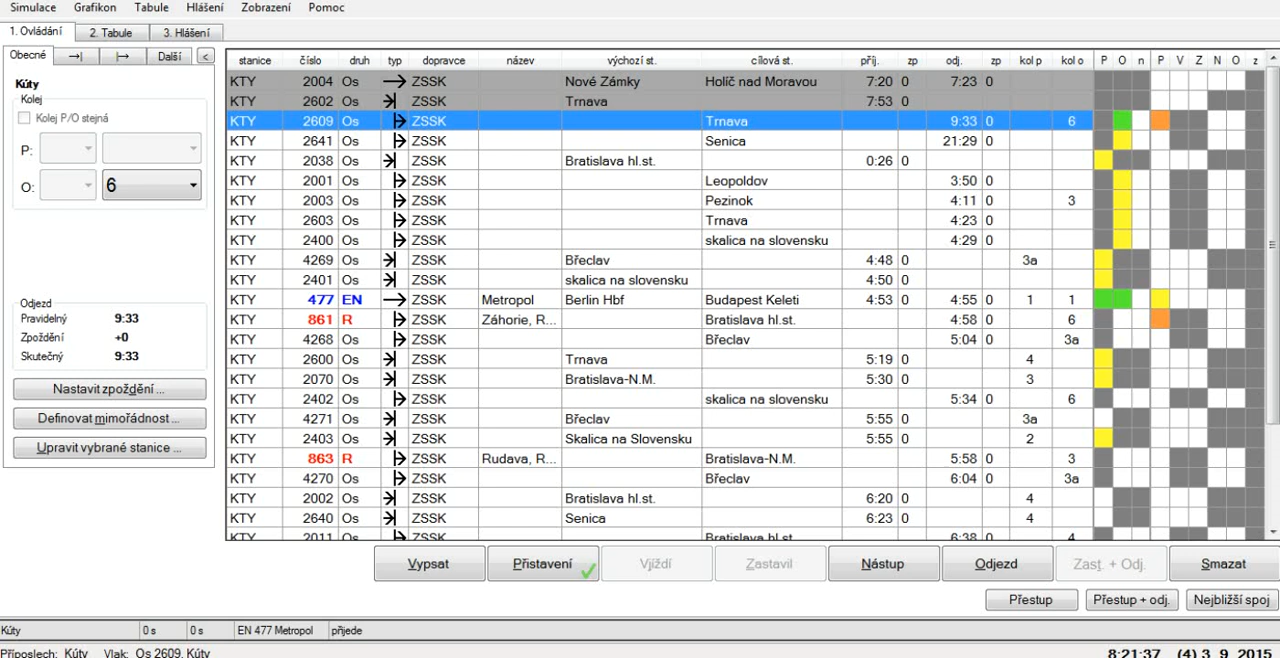 Simulace Grafikon Tabule Hlášení Zobrazení Pomoc
1. Ovládání 2. Tabule 3. Hlášení
Obecné Další <
Kúty
Kolej
Kolej P/O stejná
P:
O: 6
Odjezd
Pravidelný 9:33
Zpoždění +0
Skutečný 9:33
Nastavit zpoždění ...
Definovat mimořádnost ...
Upravit vybrané stanice ...
stanice číslo druh typ dopravce název výchozí st. cílová st. příj. zp odj. zp kol p kol o P O n P V Z N O z
KTY 2004 Os ZSSK Nové Zámky Holíč nad Moravou 7:20 0 7:23 0
KTY 2602 Os ZSSK Trnava 7:53 0
KTY 2609 Os ZSSK Trnava 9:33 0 6
KTY 2641 Os ZSSK Senica 21:29 0
KTY 2038 Os ZSSK Bratislava hl.st. 0:26 0
KTY 2001 Os ZSSK Leopoldov 3:50 0
KTY 2003 Os ZSSK Pezinok 4:11 0 3
KTY 2603 Os ZSSK Trnava 4:23 0
KTY 2400 Os ZSSK skalica na slovensku 4:29 0
KTY 4269 Os ZSSK Břeclav 4:48 0 3a
KTY 2401 Os ZSSK skalica na slovensku 4:50 0
KTY 477 EN ZSSK Metropol Berlin Hbf Budapest Keleti 4:53 0 4:55 0 1 1
KTY 861 R ZSSK Záhorie, R... Bratislava hl.st. 4:58 0 6
KTY 4268 Os ZSSK Břeclav 5:04 0 3a
KTY 2600 Os ZSSK Trnava 5:19 0 4
KTY 2070 Os ZSSK Bratislava-N.M. 5:30 0 3
KTY 2402 Os ZSSK skalica na slovensku 5:34 0 6
KTY 4271 Os ZSSK Břeclav 5:55 0 3a
KTY 2403 Os ZSSK Skalica na Slovensku 5:55 0 2
KTY 863 R ZSSK Rudava, R... Bratislava-N.M. 5:58 0 3
KTY 4270 Os ZSSK Břeclav 6:04 0 3a
KTY 2002 Os ZSSK Bratislava hl.st. 6:20 0 4
KTY 2640 Os ZSSK Senica 6:23 0 4
KTY 2011 Os ZSSK Bratislava hl.st. 6:38 0 4
Vypsat Přistavení Vjíždí Zastavil Nástup Odjezd Zast. + Odj. Smazat
Přestup Přestup + odj. Nejbližší spoj
Kúty 0 s 0 s EN 477 Metropol přijede
Příposlech: Kúty Vlak: Os 2609, Kúty 8:21:37 (4) 3. 9. 2015